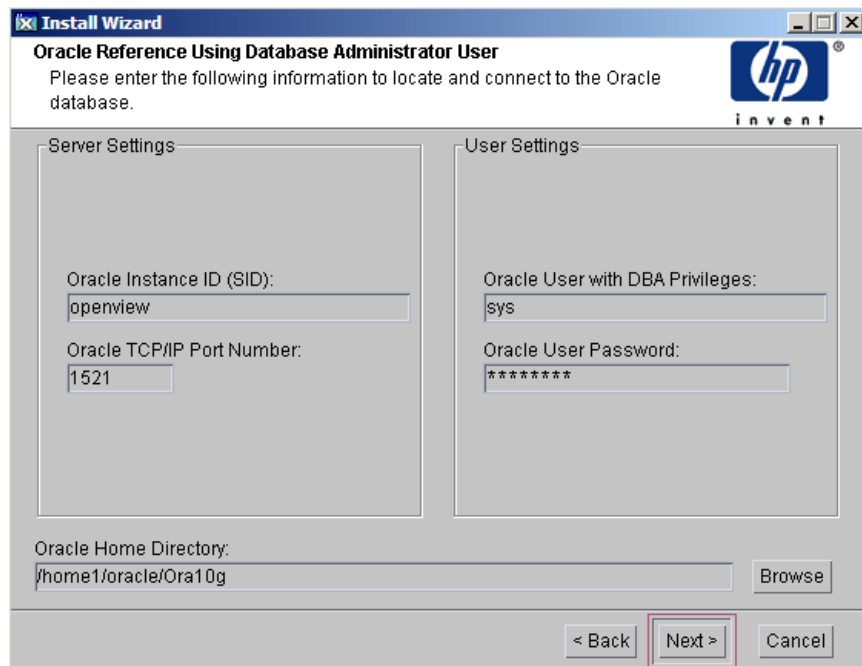 Install Wizard
Oracle Reference Using Database Administrator User
Please enter the following information to locate and connect to the Oracle
database.
hp
®
invent
Server Settings
Oracle Instance ID (SID):
openview
Oracle TCP/IP Port Number:
1521
User Settings
Oracle User with DBA Privileges:
sys
Oracle User Password:
********
Oracle Home Directory:
/home1/oracle/Ora10g
Browse
< Back
Next >
Cancel